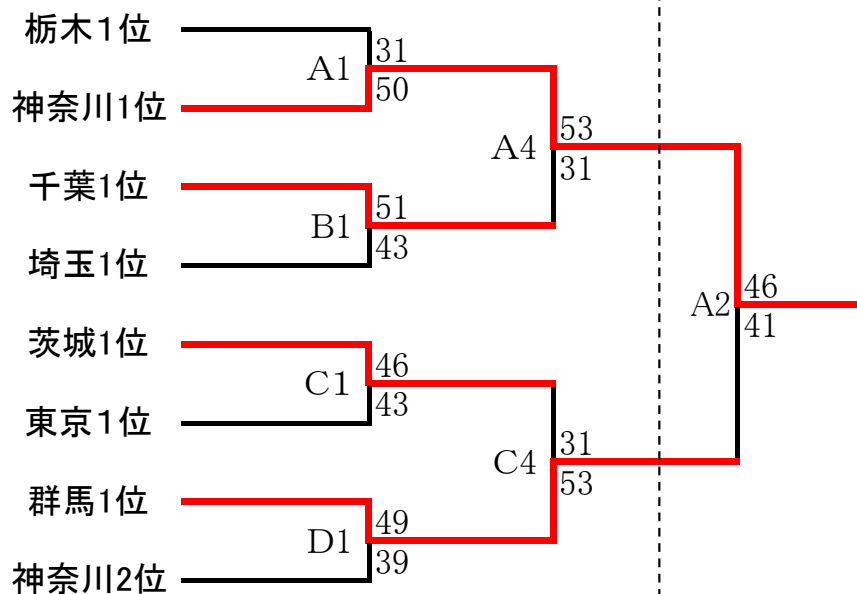 栃木１位
31
A1
50
神奈川1位
53
A4
31
千葉1位
51
B1
43
埼玉1位
46
A2
41
茨城1位
46
C1
43
東京１位
31
C4
53
群馬1位
49
D1
39
神奈川2位